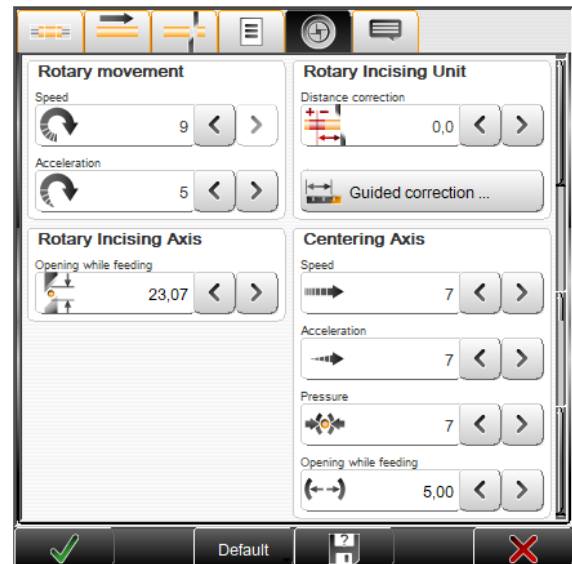 Rotary movement
Speed
9
Acceleration
5
Rotary Incising Axis
Opening while feeding
23,07
Rotary Incising Unit
Distance correction
0,0
Guided correction ...
Centering Axis
Speed
7
Acceleration
7
Pressure
7
Opening while feeding
5,00
Default
?